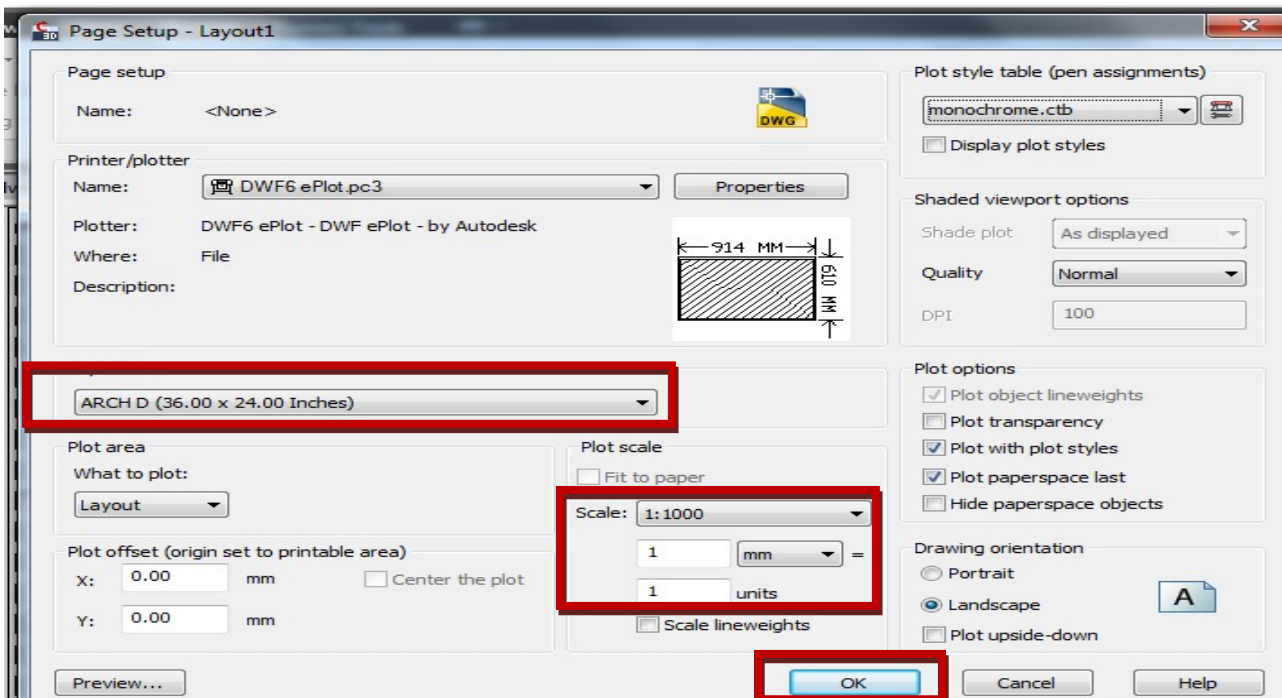 Page Setup - Layout1
Page setup
Name: <None>
DWG
Printer/plotter
Name: DWF6 ePlot.pc3 Properties
Plotter: DWF6 ePlot - DWF ePlot - by Autodesk
Where: File
Description:
914 MM
610 MM
ARCH D (36.00 x 24.00 Inches)
Plot area
What to plot:
Layout
Plot offset (origin set to printable area)
X: 0.00 mm Center the plot
Y: 0.00 mm
Plot scale
Fit to paper
Scale: 1:1000
1 mm =
1 units
Scale lineweights
Plot style table (pen assignments)
monochrome.ctb
Display plot styles
Shaded viewport options
Shade plot As displayed
Quality Normal
DPI 100
Plot options
Plot object lineweights
Plot transparency
Plot with plot styles
Plot paperspace last
Hide paperspace objects
Drawing orientation
Portrait
Landscape
A
Plot upside-down
Preview... OK Cancel Help